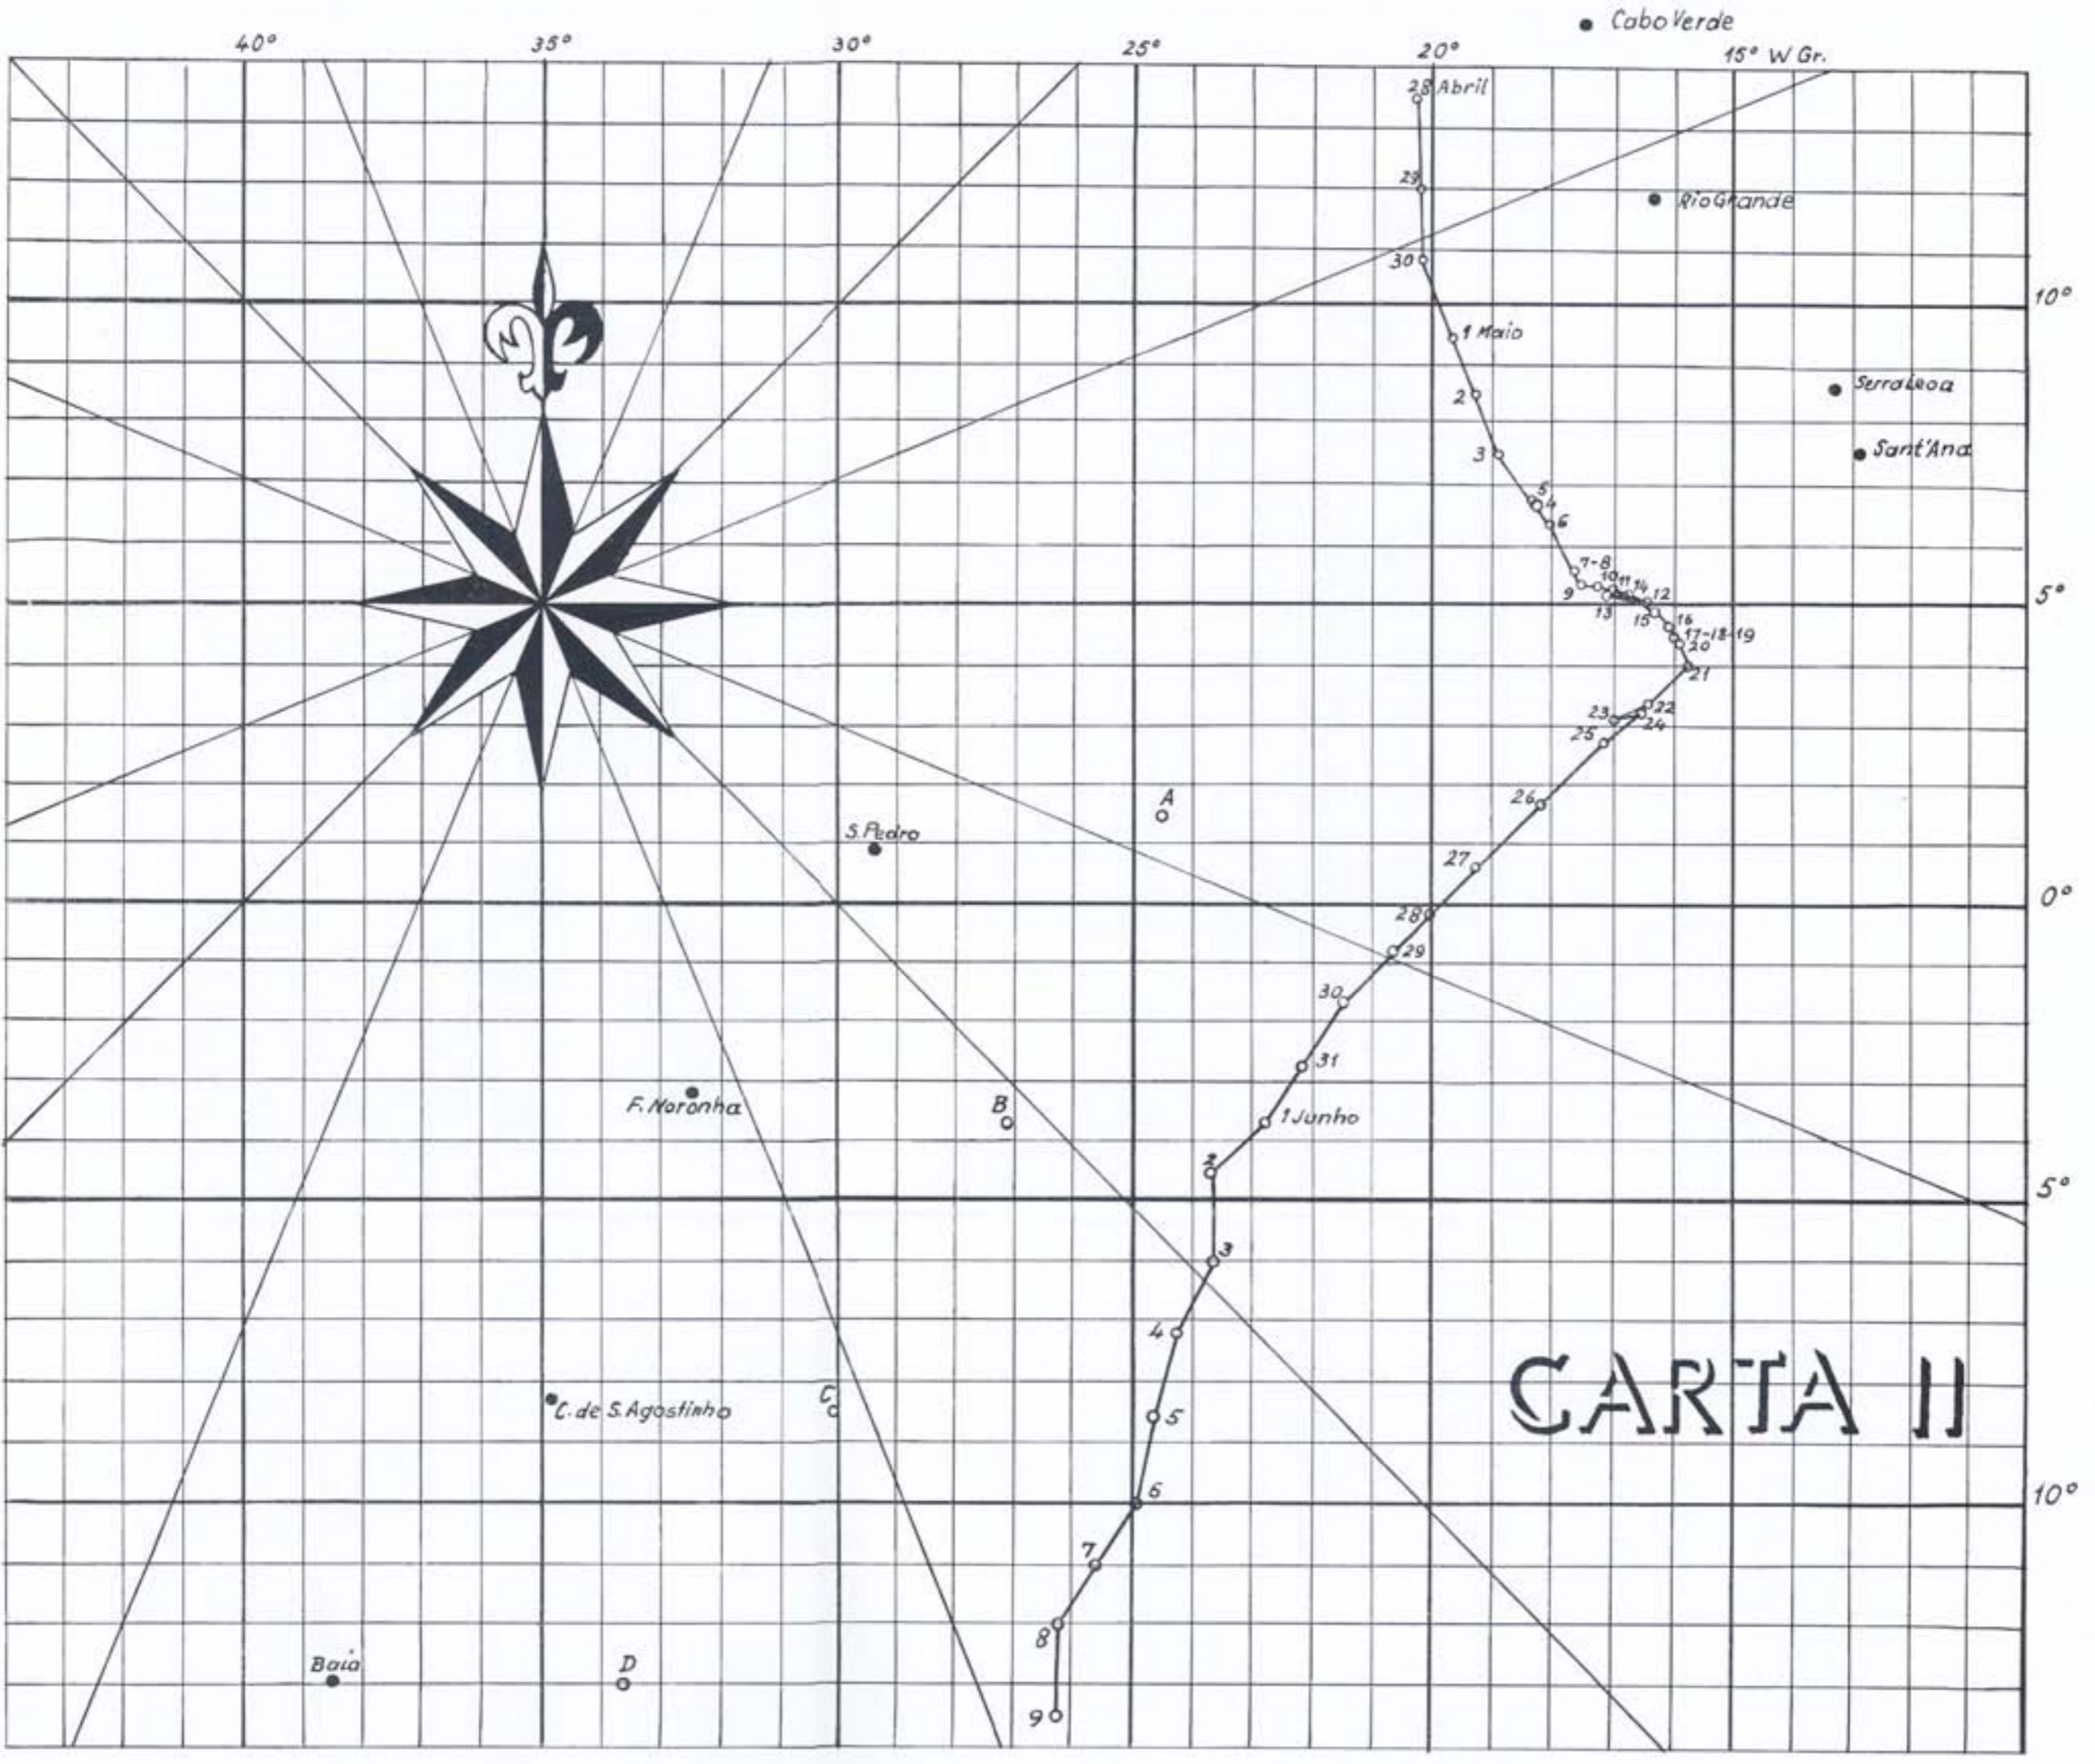 Cabo Verde
40° 35° 30° 25° 20° 15° W Gr.
28 Abril
29
Rio Grande
30
10°
1 Maio
Serra Leoa
2
3
Sant'Ana
5
4
6
7-8
10 11 14 12
9
13
15
5°
16
17-18-19
20
21
22
23
24
25
26
A
S. Pedro
27
0°
28
29
30
31
F. Noronha
B
1 Junho
2
5°
3
4
C. de S. Agostinho
C
5
CARTA II
6
10°
7
8
Baía
D
9